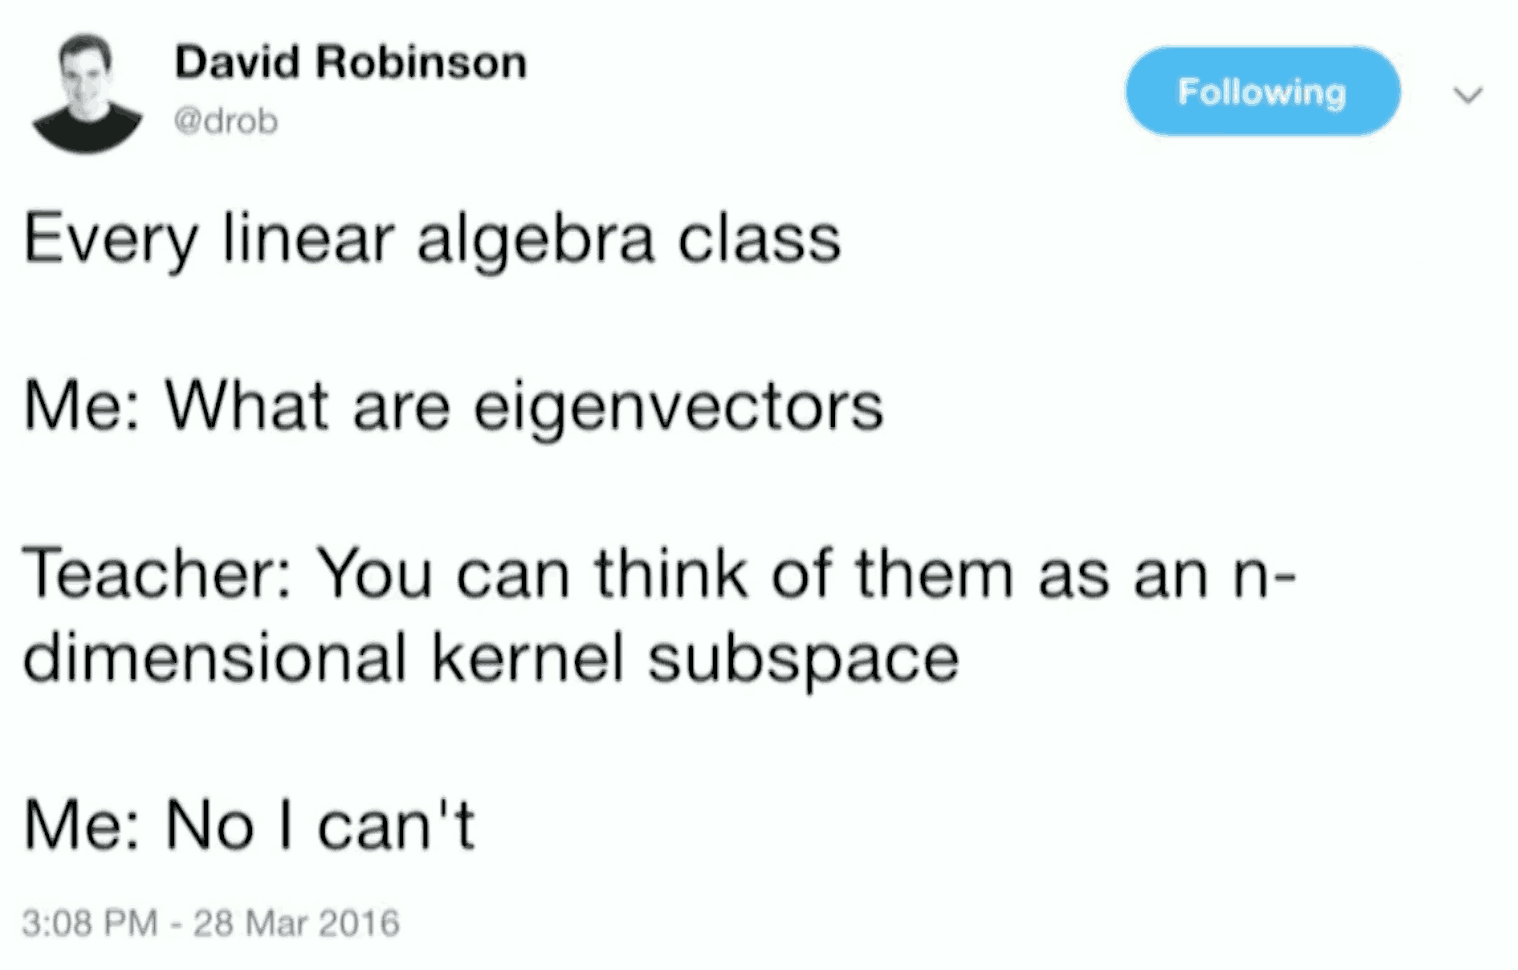 David Robinson
@drob
Following
Every linear algebra class
Me: What are eigenvectors
Teacher: You can think of them as an n-
dimensional kernel subspace
Me: No I can't
3:08 PM - 28 Mar 2016